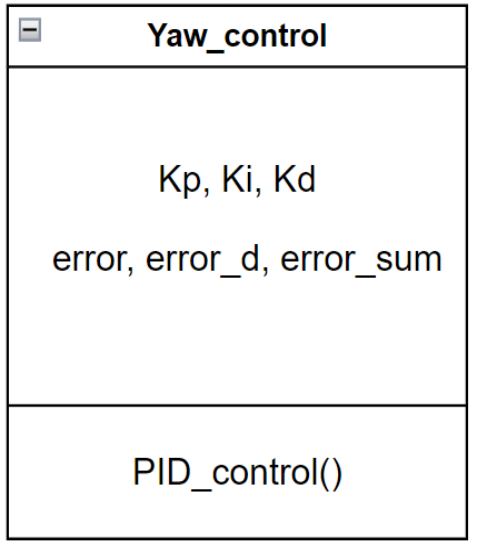 Yaw_control
Kp, Ki, Kd
error, error_d, error_sum
PID_control()